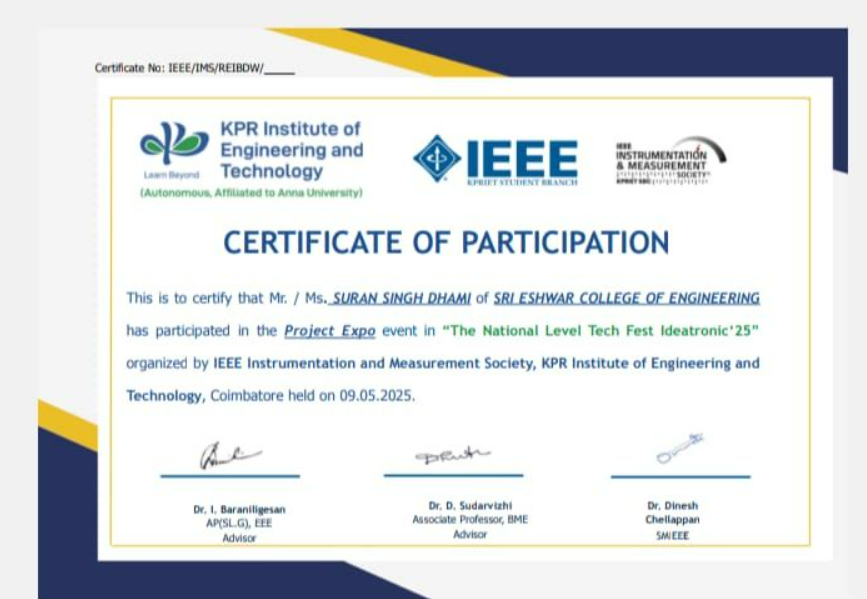 Certificate No: IEEE/IMS/REIBDW/_____
KPR Institute of
Engineering and
Technology
Learn Beyond
(Autonomous, Affiliated to Anna University)
IEEE
KPRIET STUDENT BRANCH
IEEE
INSTRUMENTATION
& MEASUREMENT
SOCIETY
CERTIFICATE OF PARTICIPATION
This is to certify that Mr. / Ms. SURAN SINGH DHAMI of SRI ESHWAR COLLEGE OF ENGINEERING
has participated in the Project Expo event in “The National Level Tech Fest Ideatronic'25”
organized by IEEE Instrumentation and Measurement Society, KPR Institute of Engineering and
Technology, Coimbatore held on 09.05.2025.
Dr. I. Baraniligesan
AP(SL.G), EEE
Advisor
Dr. D. Sudarvizhi
Associate Professor, BME
Advisor
Dr. Dinesh
Chellappan
SMIEEE